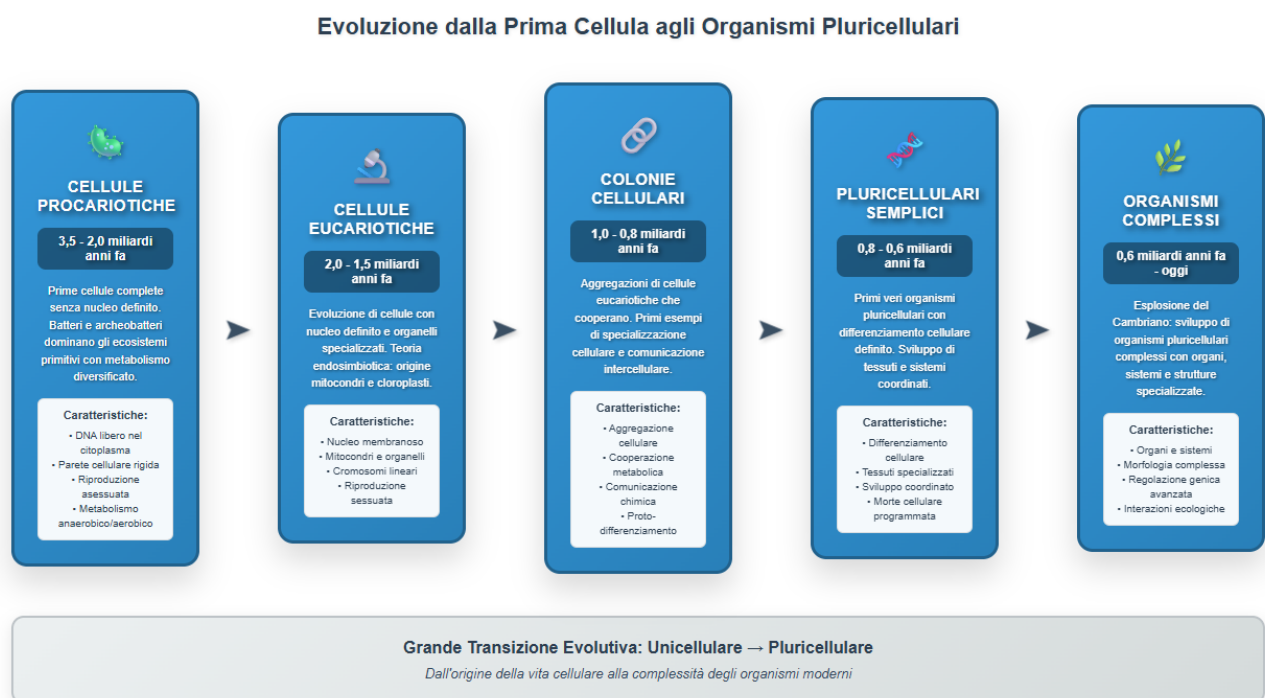 Evoluzione dalla Prima Cellula agli Organismi Pluricellulari
CELLULE
PROCARIOTICHE
3,5 - 2,0 miliardi
anni fa
Prime cellule complete
senza nucleo definito.
Batteri e archeobatteri
dominano gli ecosistemi
primitivi con metabolismo
diversificato.
Caratteristiche:
• DNA libero nel
citoplasma
• Parete cellulare rigida
• Riproduzione
asessuata
• Metabolismo
anaerobico/aerobico
➤
CELLULE
EUCARIOTICHE
2,0 - 1,5 miliardi
anni fa
Evoluzione di cellule con
nucleo definito e organelli
specializzati. Teoria
endosimbiotica: origine
mitocondri e cloroplasti.
Caratteristiche:
• Nucleo membranoso
• Mitocondri e organelli
• Cromosomi lineari
• Riproduzione
sessuata
➤
COLONIE
CELLULARI
1,0 - 0,8 miliardi
anni fa
Aggregazioni di cellule
eucariotiche che
cooperano. Primi esempi
di specializzazione
cellulare e comunicazione
intercellulare.
Caratteristiche:
• Aggregazione
cellulare
• Cooperazione
metabolica
• Comunicazione
chimica
• Proto-
differenziamento
➤
PLURICELLULARI
SEMPLICI
0,8 - 0,6 miliardi
anni fa
Primi veri organismi
pluricellulari con
differenziamento cellulare
definito. Sviluppo di
tessuti e sistemi
coordinati.
Caratteristiche:
• Differenziamento
cellulare
• Tessuti specializzati
• Sviluppo coordinato
• Morte cellulare
programmata
➤
ORGANISMI
COMPLESSI
0,6 miliardi anni fa
- oggi
Esplosione del
Cambriano: sviluppo di
organismi pluricellulari
complessi con organi,
sistemi e strutture
specializzate.
Caratteristiche:
• Organi e sistemi
• Morfologia complessa
• Regolazione genica
avanzata
• Interazioni ecologiche
Grande Transizione Evolutiva: Unicellulare → Pluricellulare
Dall'origine della vita cellulare alla complessità degli organismi moderni